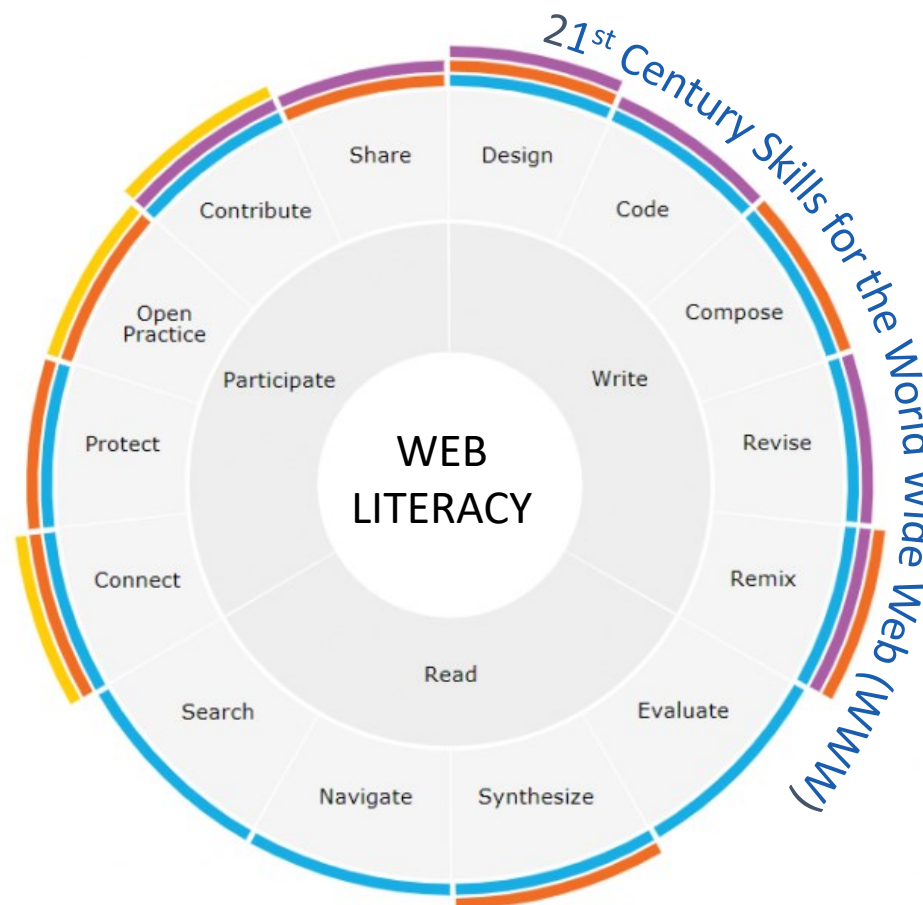 21st Century Skills for the World Wide Web (WWW)
Share
Design
Contribute
Code
Open
Practice
Compose
Participate
Write
Protect
Revise
WEB
LITERACY
Connect
Remix
Read
Search
Evaluate
Navigate
Synthesize